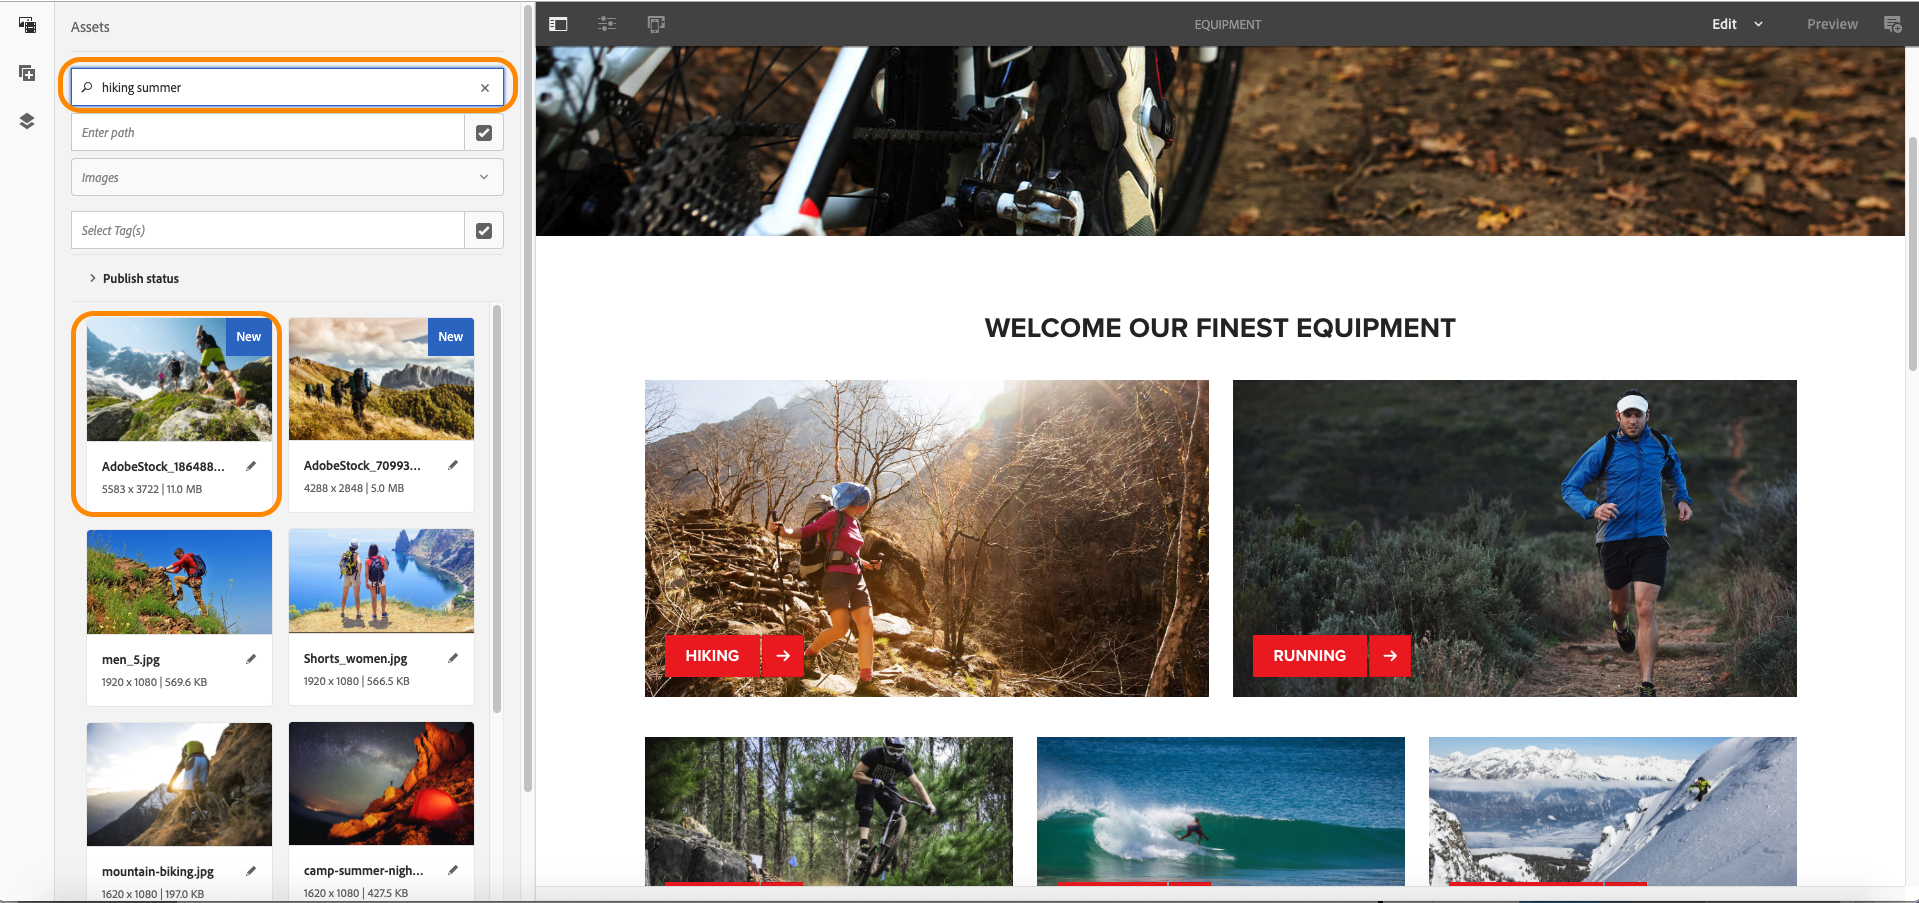 Assets
hiking summer
Enter path
Images
Select Tag(s)
Publish status
New
AdobeStock_186488...
5583 x 3722 | 11.0 MB
New
AdobeStock_70993...
4288 x 2848 | 5.0 MB
men_5.jpg
1920 x 1080 | 569.6 KB
Shorts_women.jpg
1920 x 1080 | 566.5 KB
mountain-biking.jpg
1620 x 1080 | 197.0 KB
camp-summer-nigh...
1620 x 1080 | 427.5 KB
EQUIPMENT
Edit
Preview
WELCOME OUR FINEST EQUIPMENT
HIKING
RUNNING